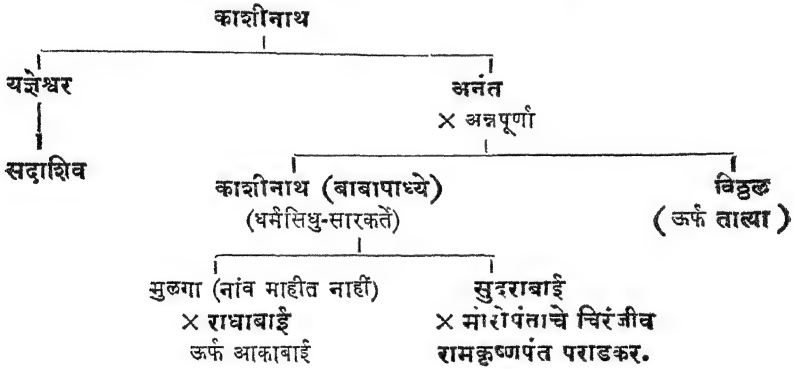 काशीनाथ
यज्ञेश्वर अनंत
× अन्नपूर्णा
सदाशिव काशीनाथ (बाबापाध्ये) विठ्ठल
(धर्मसिधु-सारकर्ते) (ऊर्फ तात्या)
मुलगा (नांव माहीत नाहीं) सुदराबाई
× राधाबाई × मोरोपंताचे चिरंजीव
ऊर्फ आकाबाई रामकृष्णपंत पराडकर.